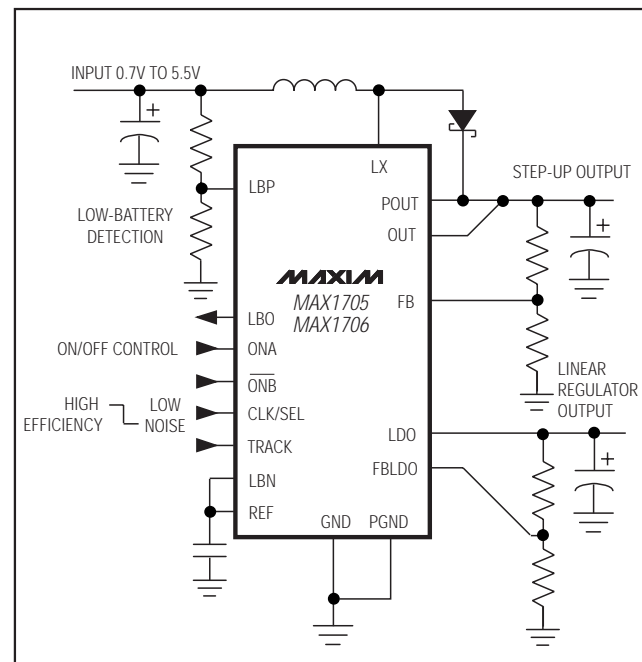 INPUT 0.7V TO 5.5V
+
LX
LBP
STEP-UP OUTPUT
POUT
LOW-BATTERY
DETECTION
OUT
+
MAXIM
MAX1705
MAX1706
FB
LBO
ON/OFF CONTROL
ONA
ONB
HIGH
EFFICIENCY
LOW
NOISE
CLK/SEL
TRACK
LINEAR
REGULATOR
OUTPUT
LDO
FBLDO
+
LBN
REF
GND
PGND